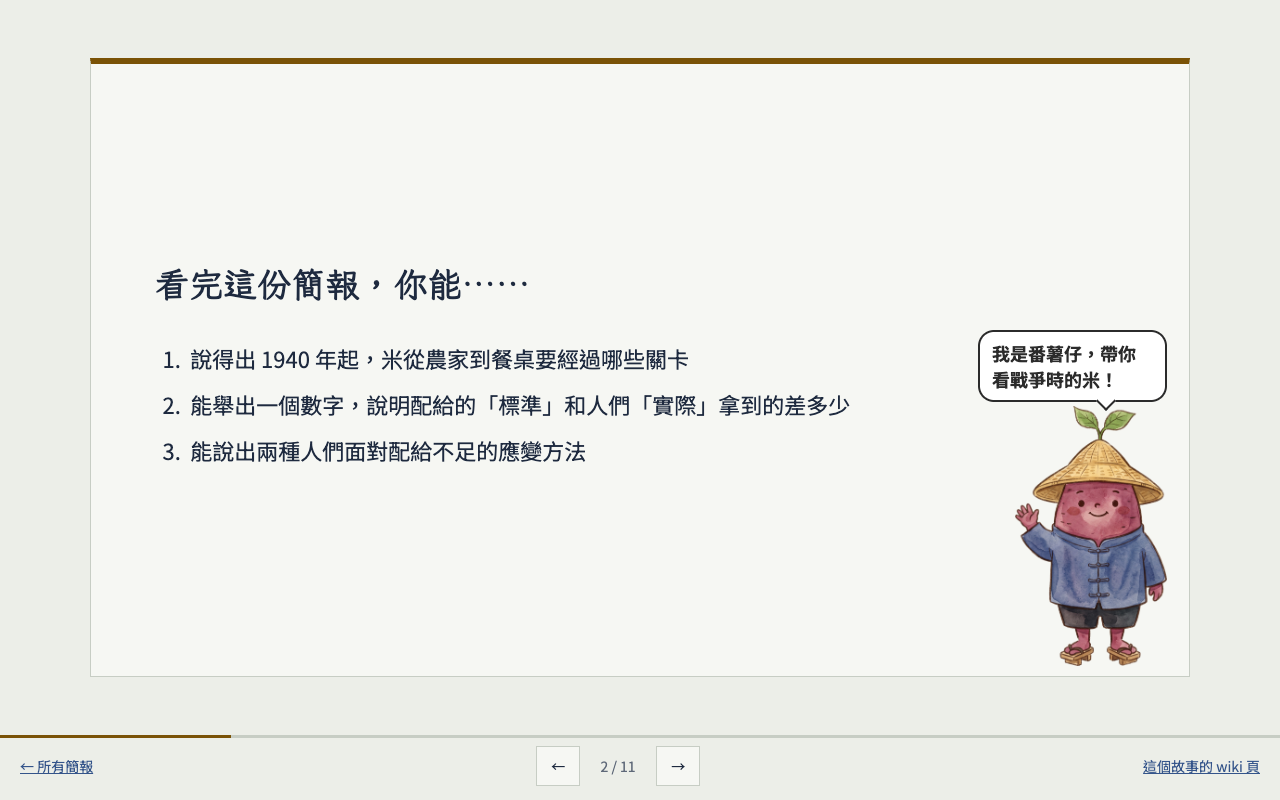 看完這份簡報，你能……
1. 說得出 1940 年起，米從農家到餐桌要經過哪些關卡
2. 能舉出一個數字，說明配給的「標準」和人們「實際」拿到的差多少
3. 能說出兩種人們面對配給不足的應變方法
我是番薯仔，帶你
看戰爭時的米！
← 所有簡報
←
2 / 11
→
這個故事的 wiki 頁